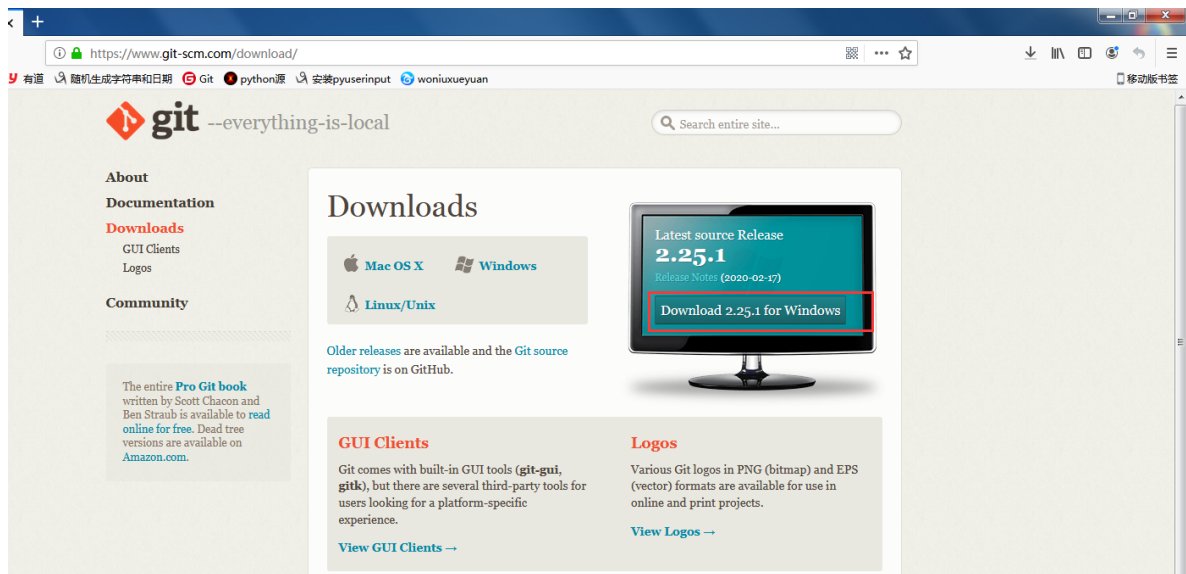 https://www.git-scm.com/download/
有道 随机生成字符串和日期 Git python源 安装pyuserinput woniuxueyuan 移动版书签
git --everything-is-local
Search entire site...
About
Documentation
Downloads
GUI Clients
Logos
Community
The entire Pro Git book
written by Scott Chacon and
Ben Straub is available to read
online for free. Dead tree
versions are available on
Amazon.com.
Downloads
Mac OS X Windows
Linux/Unix
Older releases are available and the Git source
repository is on GitHub.
Latest source Release
2.25.1
Release Notes (2020-02-17)
Download 2.25.1 for Windows
GUI Clients
Git comes with built-in GUI tools (git-gui,
gitk), but there are several third-party tools for
users looking for a platform-specific
experience.
View GUI Clients →
Logos
Various Git logos in PNG (bitmap) and EPS
(vector) formats are available for use in
online and print projects.
View Logos →